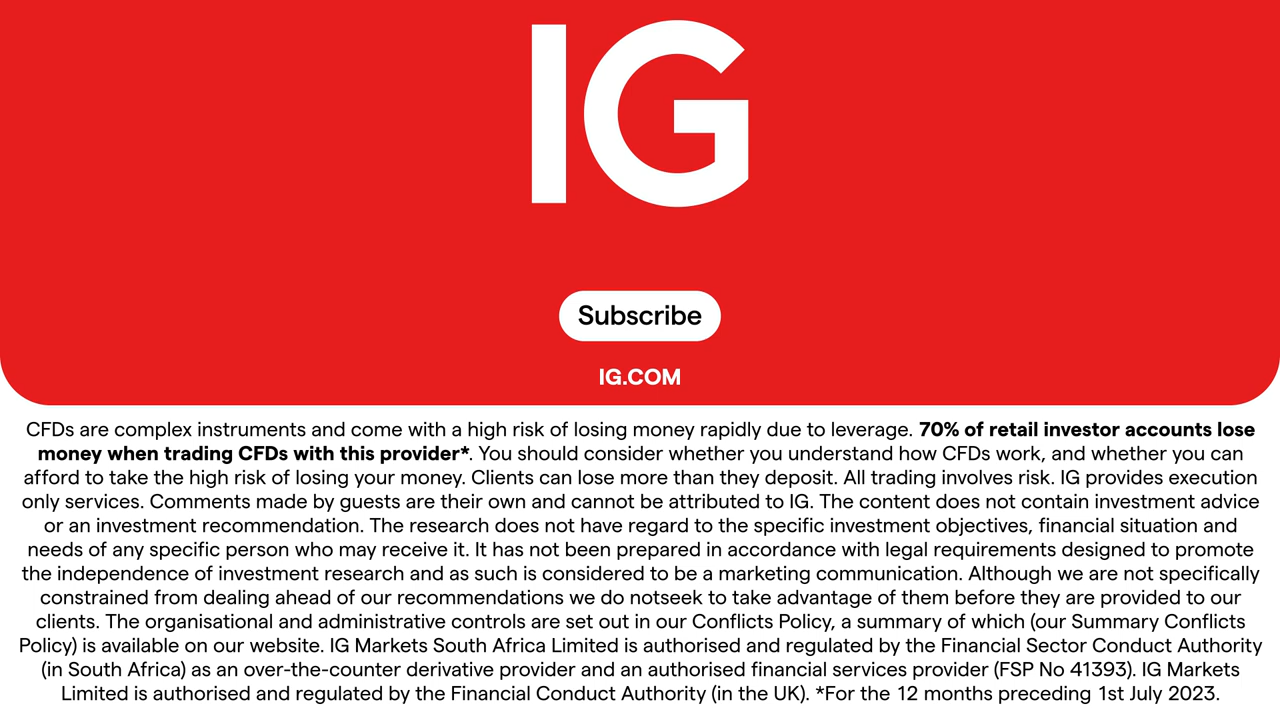 IG
Subscribe
IG.COM
CFDs are complex instruments and come with a high risk of losing money rapidly due to leverage. 70% of retail investor accounts lose
money when trading CFDs with this provider*. You should consider whether you understand how CFDs work, and whether you can
afford to take the high risk of losing your money. Clients can lose more than they deposit. All trading involves risk. IG provides execution
only services. Comments made by guests are their own and cannot be attributed to IG. The content does not contain investment advice
or an investment recommendation. The research does not have regard to the specific investment objectives, financial situation and
needs of any specific person who may receive it. It has not been prepared in accordance with legal requirements designed to promote
the independence of investment research and as such is considered to be a marketing communication. Although we are not specifically
constrained from dealing ahead of our recommendations we do notseek to take advantage of them before they are provided to our
clients. The organisational and administrative controls are set out in our Conflicts Policy, a summary of which (our Summary Conflicts
Policy) is available on our website. IG Markets South Africa Limited is authorised and regulated by the Financial Sector Conduct Authority
(in South Africa) as an over-the-counter derivative provider and an authorised financial services provider (FSP No 41393). IG Markets
Limited is authorised and regulated by the Financial Conduct Authority (in the UK). *For the 12 months preceding 1st July 2023.